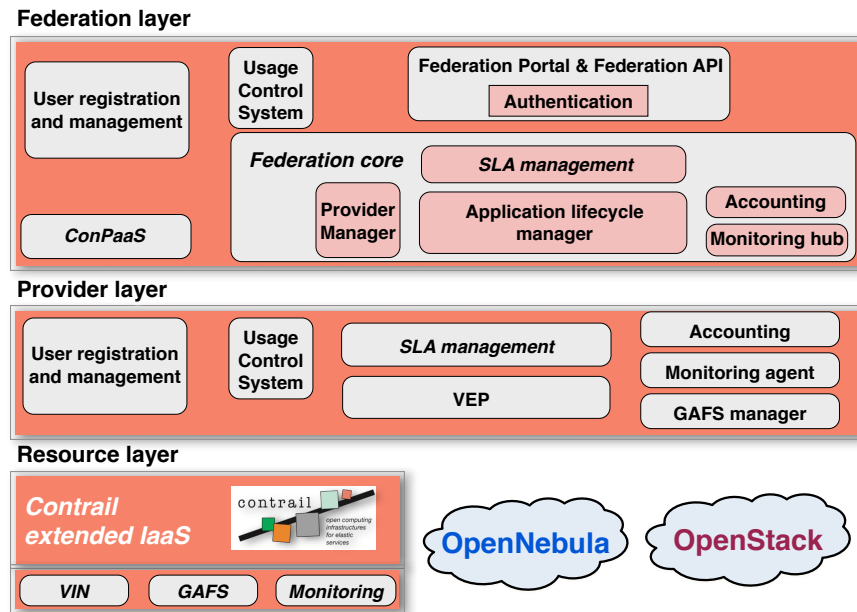 Federation layer
User registration
and management
Usage
Control
System
Federation Portal & Federation API
Authentication
Federation core
SLA management
Provider
Manager
Application lifecycle
manager
Accounting
Monitoring hub
ConPaaS
Provider layer
User registration
and management
Usage
Control
System
SLA management
VEP
Accounting
Monitoring agent
GAFS manager
Resource layer
Contrail
extended IaaS
contrail
open computing
infrastructures
for elastic
services
VIN
GAFS
Monitoring
OpenNebula
OpenStack